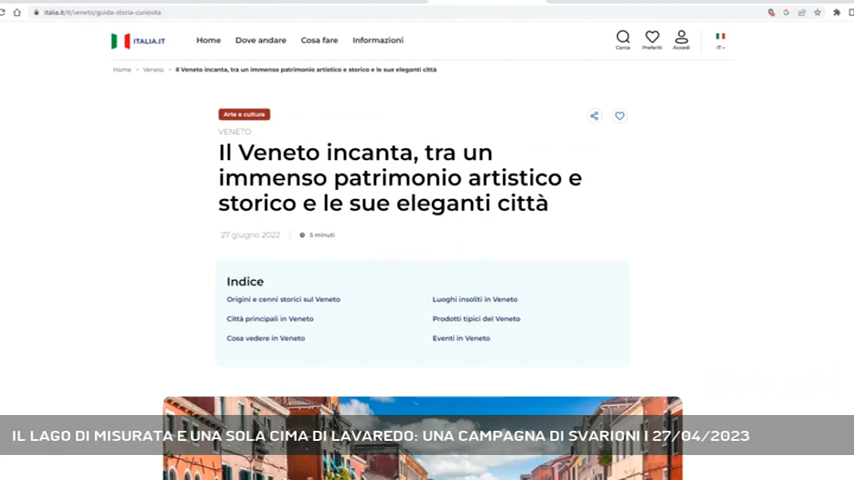 italia.it/it/veneto/guida-storia-curiosita
ITALIA.IT
Home Dove andare Cosa fare Informazioni
Cerca Preferiti Accedi IT
Home > Veneto > Il Veneto incanta, tra un immenso patrimonio artistico e storico e le sue eleganti città
Arte e cultura
VENETO
Il Veneto incanta, tra un
immenso patrimonio artistico e
storico e le sue eleganti città
27 giugno 2022 5 minuti
Indice
Origini e cenni storici sul Veneto Luoghi insoliti in Veneto
Città principali in Veneto Prodotti tipici del Veneto
Cosa vedere in Veneto Eventi in Veneto
IL LAGO DI MISURATA E UNA SOLA CIMA DI LAVAREDO: UNA CAMPAGNA DI SVARIONI | 27/04/2023